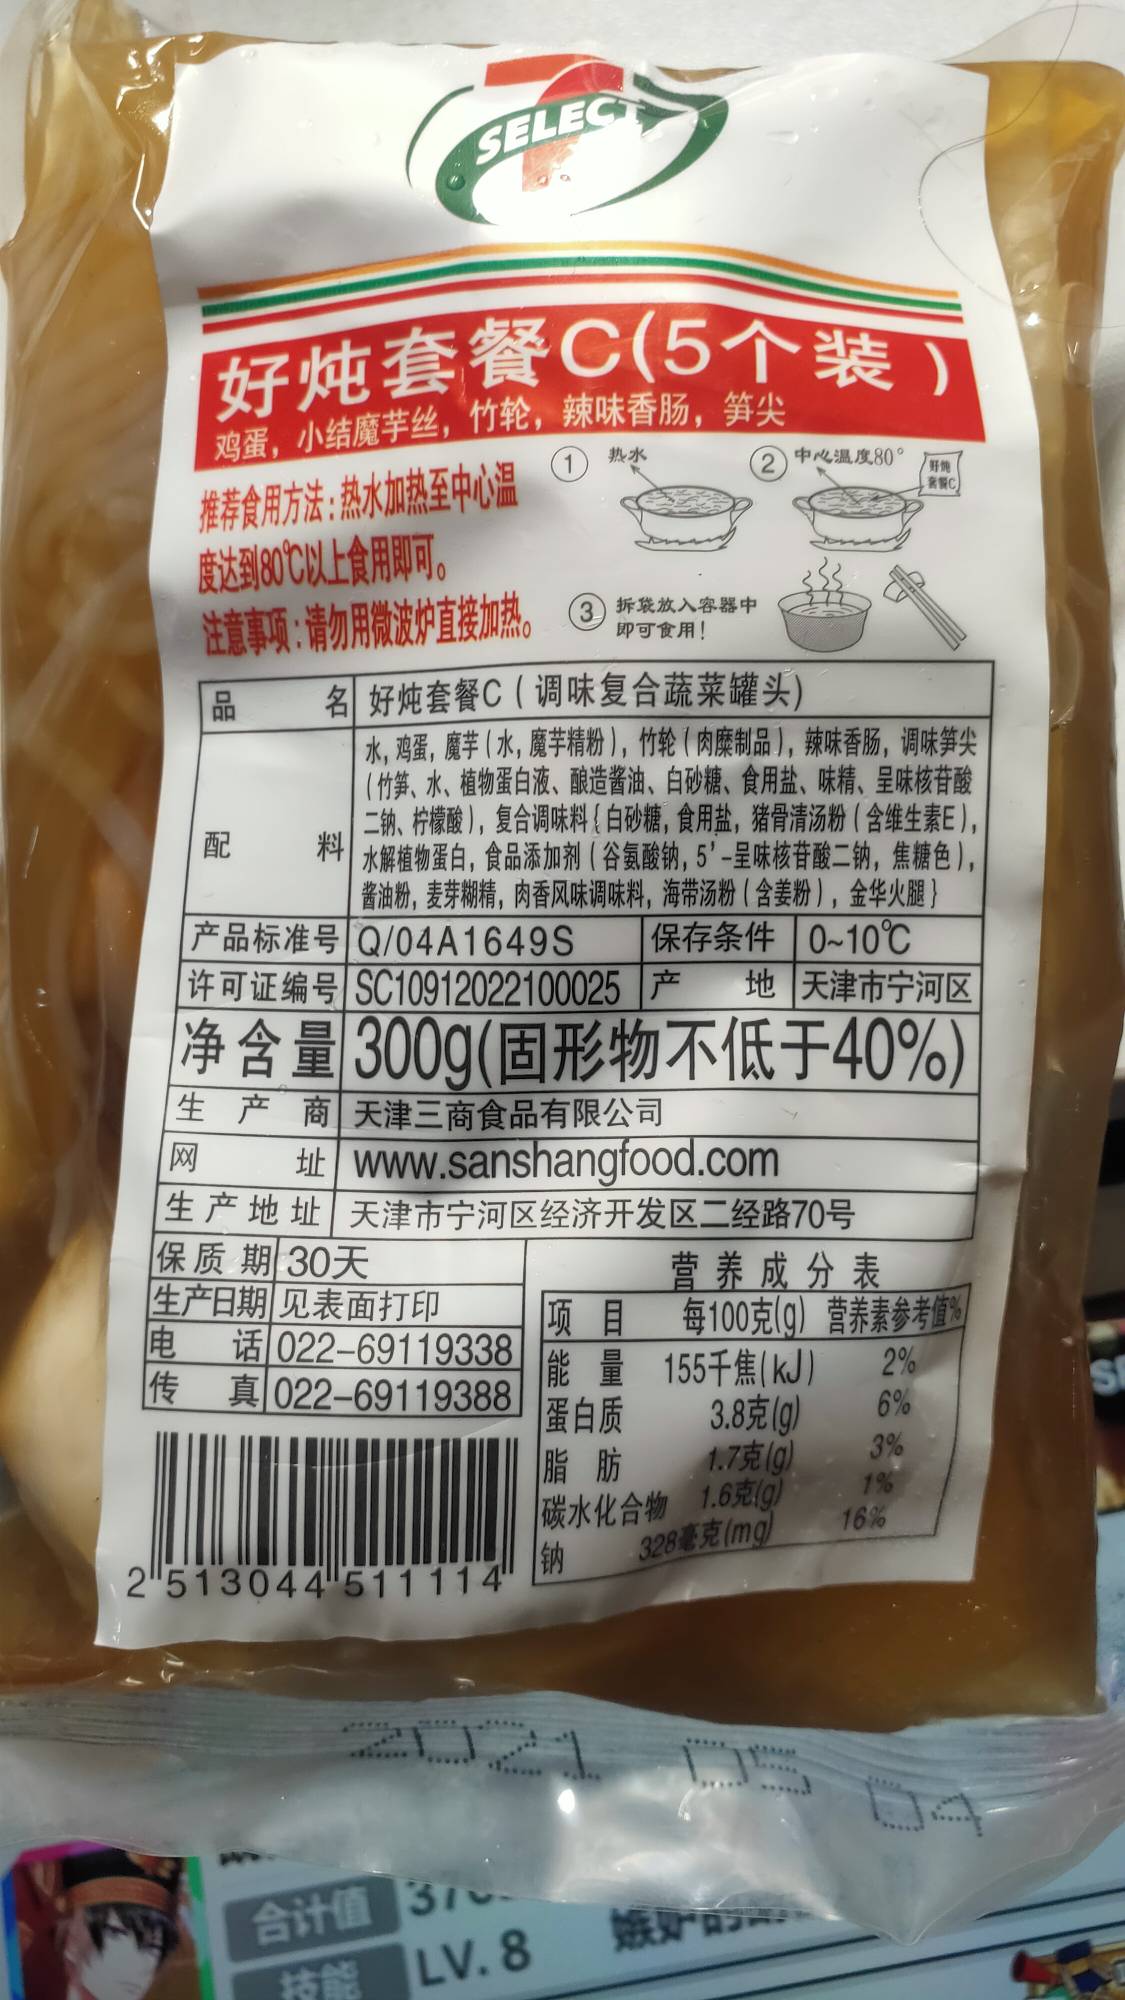 7
SELECT
好炖套餐C(5个装)
鸡蛋，小结魔芋丝，竹轮，辣味香肠，笋尖
推荐食用方法：热水加热至中心温
度达到80℃以上食用即可。
注意事项：请勿用微波炉直接加热。
① 热水
② 中心温度80°
好炖
套餐C
③ 拆袋放入容器中
即可食用！
品名 好炖套餐C（调味复合蔬菜罐头）
配料 水，鸡蛋，魔芋（水，魔芋精粉），竹轮（肉糜制品），辣味香肠，调味笋尖
（竹笋、水、植物蛋白液、酿造酱油、白砂糖、食用盐、味精、呈味核苷酸
二钠、柠檬酸），复合调味料{白砂糖，食用盐，猪骨清汤粉（含维生素E），
水解植物蛋白，食品添加剂（谷氨酸钠，5'-呈味核苷酸二钠，焦糖色），
酱油粉，麦芽糊精，肉香风味调味料，海带汤粉（含姜粉），金华火腿}
产品标准号 Q/04A1649S 保存条件 0~10℃
许可证编号 SC10912022100025 产地 天津市宁河区
净含量 300g(固形物不低于40%)
生产商 天津三商食品有限公司
网址 www.sanshangfood.com
生产地址 天津市宁河区经济开发区二经路70号
保质期 30天
生产日期 见表面打印
电话 022-69119338
传真 022-69119388
营养成分表
项目 每100克(g) 营养素参考值%
能量 155千焦(kJ) 2%
蛋白质 3.8克(g) 6%
脂肪 1.7克(g) 3%
碳水化合物 1.6克(g) 1%
钠 328毫克(mg) 16%
2 513044 511114
2021 05 04
合计值
技能 LV.8